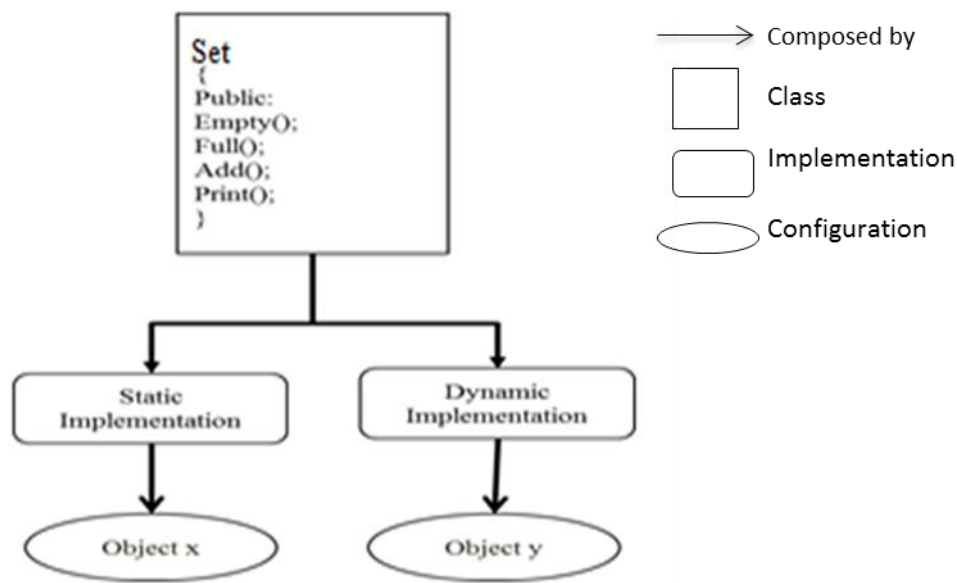 Set
{
Public:
Empty();
Full();
Add();
Print();
}
Static
Implementation
Dynamic
Implementation
Object x
Object y
Composed by
Class
Implementation
Configuration